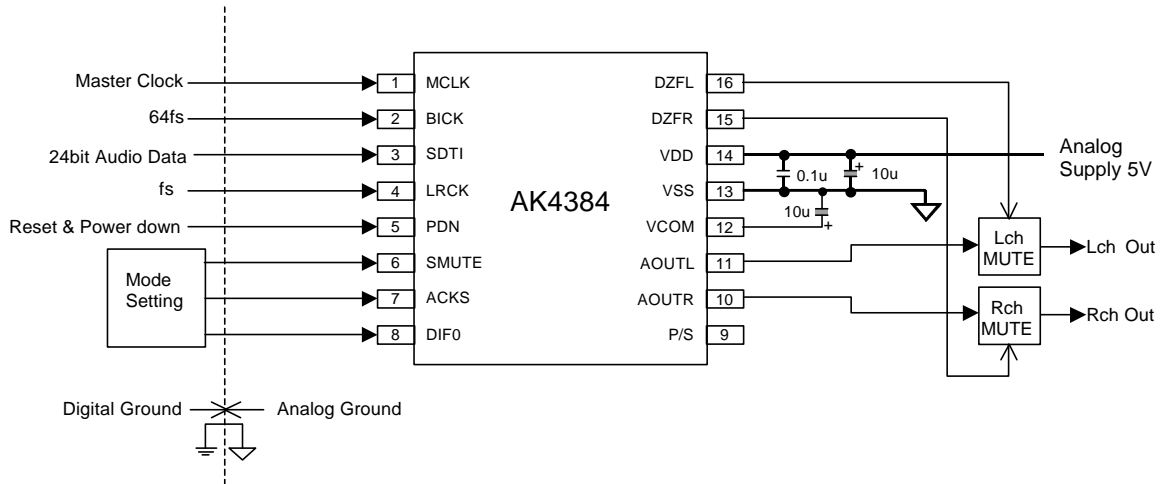 Master Clock 1 MCLK DZFL 16
64fs 2 BICK DZFR 15
24bit Audio Data 3 SDTI VDD 14 0.1u + 10u Analog Supply 5V
fs 4 LRCK VSS 13
AK4384
Reset & Power down 5 PDN VCOM 12 10u +
Mode Setting
6 SMUTE AOUTL 11 Lch MUTE Lch Out
7 ACKS AOUTR 10 Rch MUTE Rch Out
8 DIF0 P/S 9
Digital Ground Analog Ground